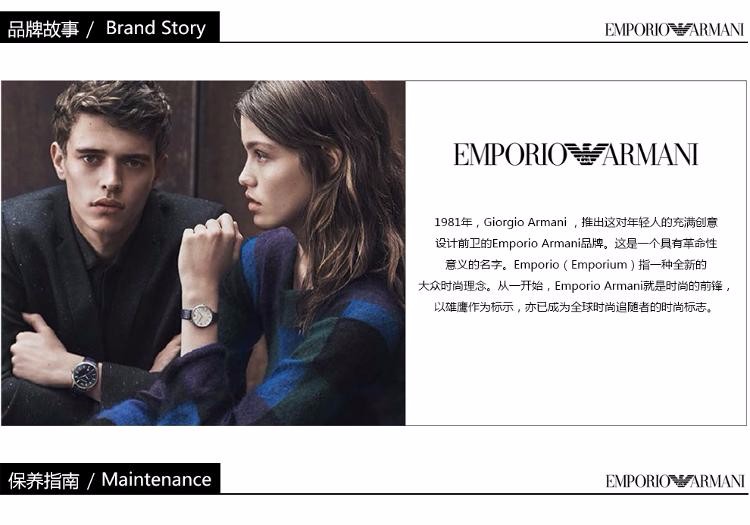 品牌故事 / Brand Story
EMPORIO ARMANI
EMPORIO ARMANI
1981年，Giorgio Armani ，推出这对年轻人的充满创意
设计前卫的Emporio Armani品牌。这是一个具有革命性
意义的名字。Emporio（Emporium）指一种全新的
大众时尚理念。从一开始，Emporio Armani就是时尚的前锋，
以雄鹰作为标示，亦已成为全球时尚追随者的时尚标志。
保养指南 / Maintenance
EMPORIO ARMANI